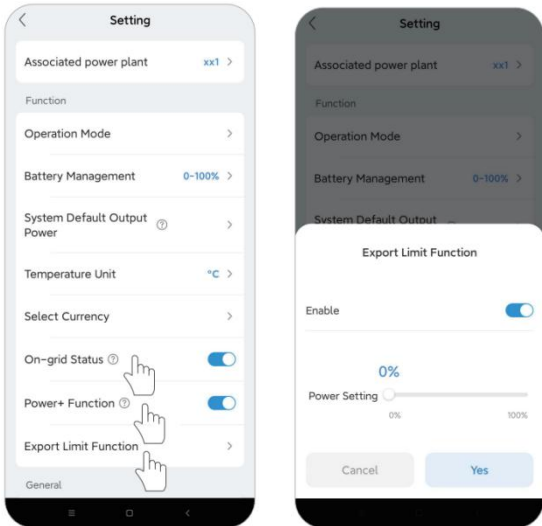 Setting
Associated power plant xx1
Function
Operation Mode
Battery Management 0-100%
System Default Output
Power
Temperature Unit °C
Select Currency
On-grid Status
Power+ Function
Export Limit Function
General
Setting
Associated power plant xx1
Function
Operation Mode
Battery Management 0-100%
System Default Output
Export Limit Function
Enable
0%
Power Setting
0% 100%
Cancel Yes